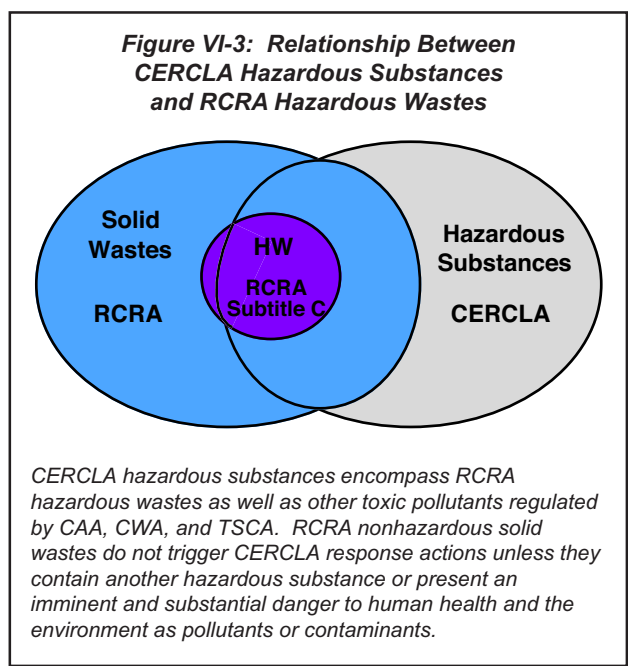 Figure VI-3: Relationship Between
CERCLA Hazardous Substances
and RCRA Hazardous Wastes
Solid
Wastes
RCRA
HW
RCRA
Subtitle C
Hazardous
Substances
CERCLA
CERCLA hazardous substances encompass RCRA
hazardous wastes as well as other toxic pollutants regulated
by CAA, CWA, and TSCA. RCRA nonhazardous solid
wastes do not trigger CERCLA response actions unless they
contain another hazardous substance or present an
imminent and substantial danger to human health and the
environment as pollutants or contaminants.